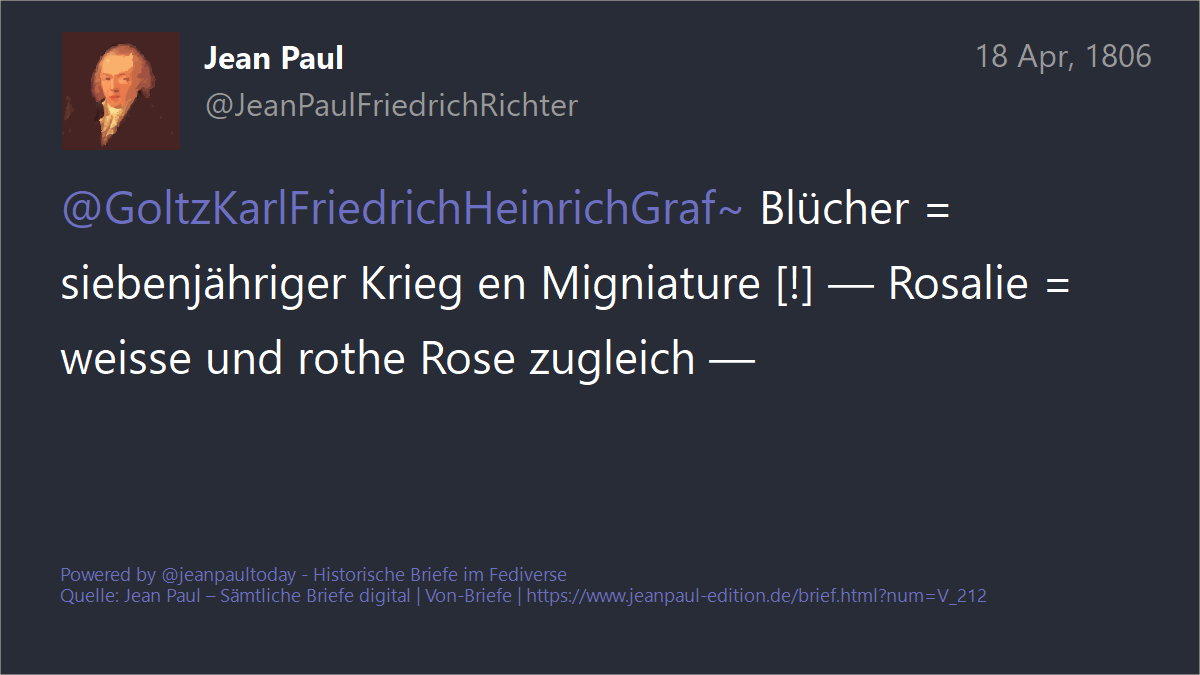 Jean Paul
18 Apr, 1806
@JeanPaulFriedrichRichter
@GoltzKarlFriedrichHeinrichGraf~ Blücher =
siebenjähriger Krieg en Migniature [!] — Rosalie =
weisse und rothe Rose zugleich —
Powered by @jeanpaultoday - Historische Briefe im Fediverse
Quelle: Jean Paul – Sämtliche Briefe digital | Von-Briefe | https://www.jeanpaul-edition.de/brief.html?num=V_212